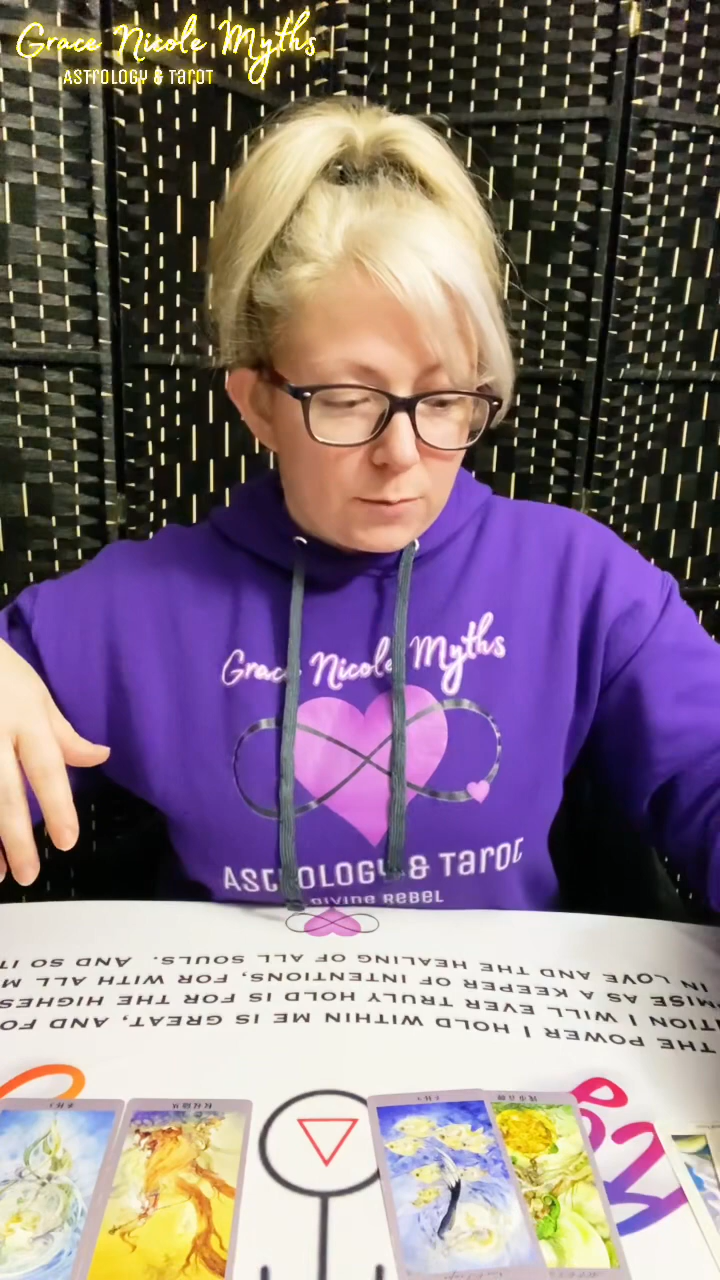 Grace Nicole Myths
ASTROLOGY & TAROT
Grace Nicole Myths
ASTROLOGY & TAROT
DIVINE REBEL
THE POWER I HOLD WITHIN ME IS GREAT, AND FO
TION I WILL EVER TRULY HOLD IS FOR THE HIGHES
MISE AS A KEEPER OF INTENTIONS, FOR WITH ALL M
IN LOVE AND THE HEALING OF ALL SOULS. AND SO IT